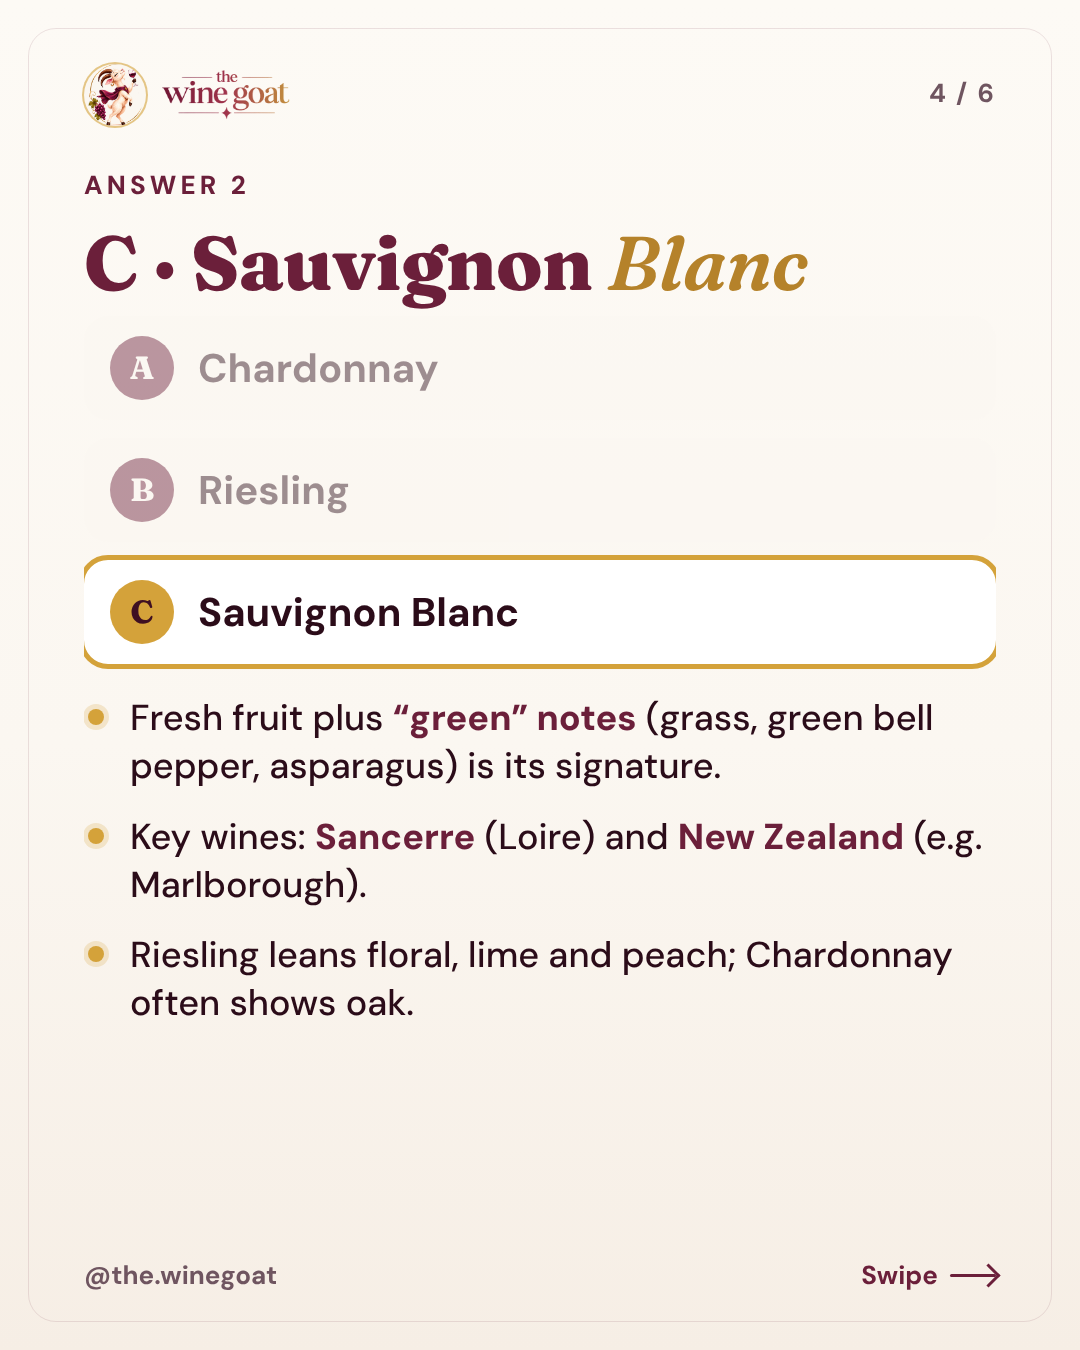 the
wine goat
4 / 6
ANSWER 2
C · Sauvignon Blanc
A Chardonnay
B Riesling
C Sauvignon Blanc
Fresh fruit plus “green” notes (grass, green bell
pepper, asparagus) is its signature.
Key wines: Sancerre (Loire) and New Zealand (e.g.
Marlborough).
Riesling leans floral, lime and peach; Chardonnay
often shows oak.
@the.winegoat
Swipe